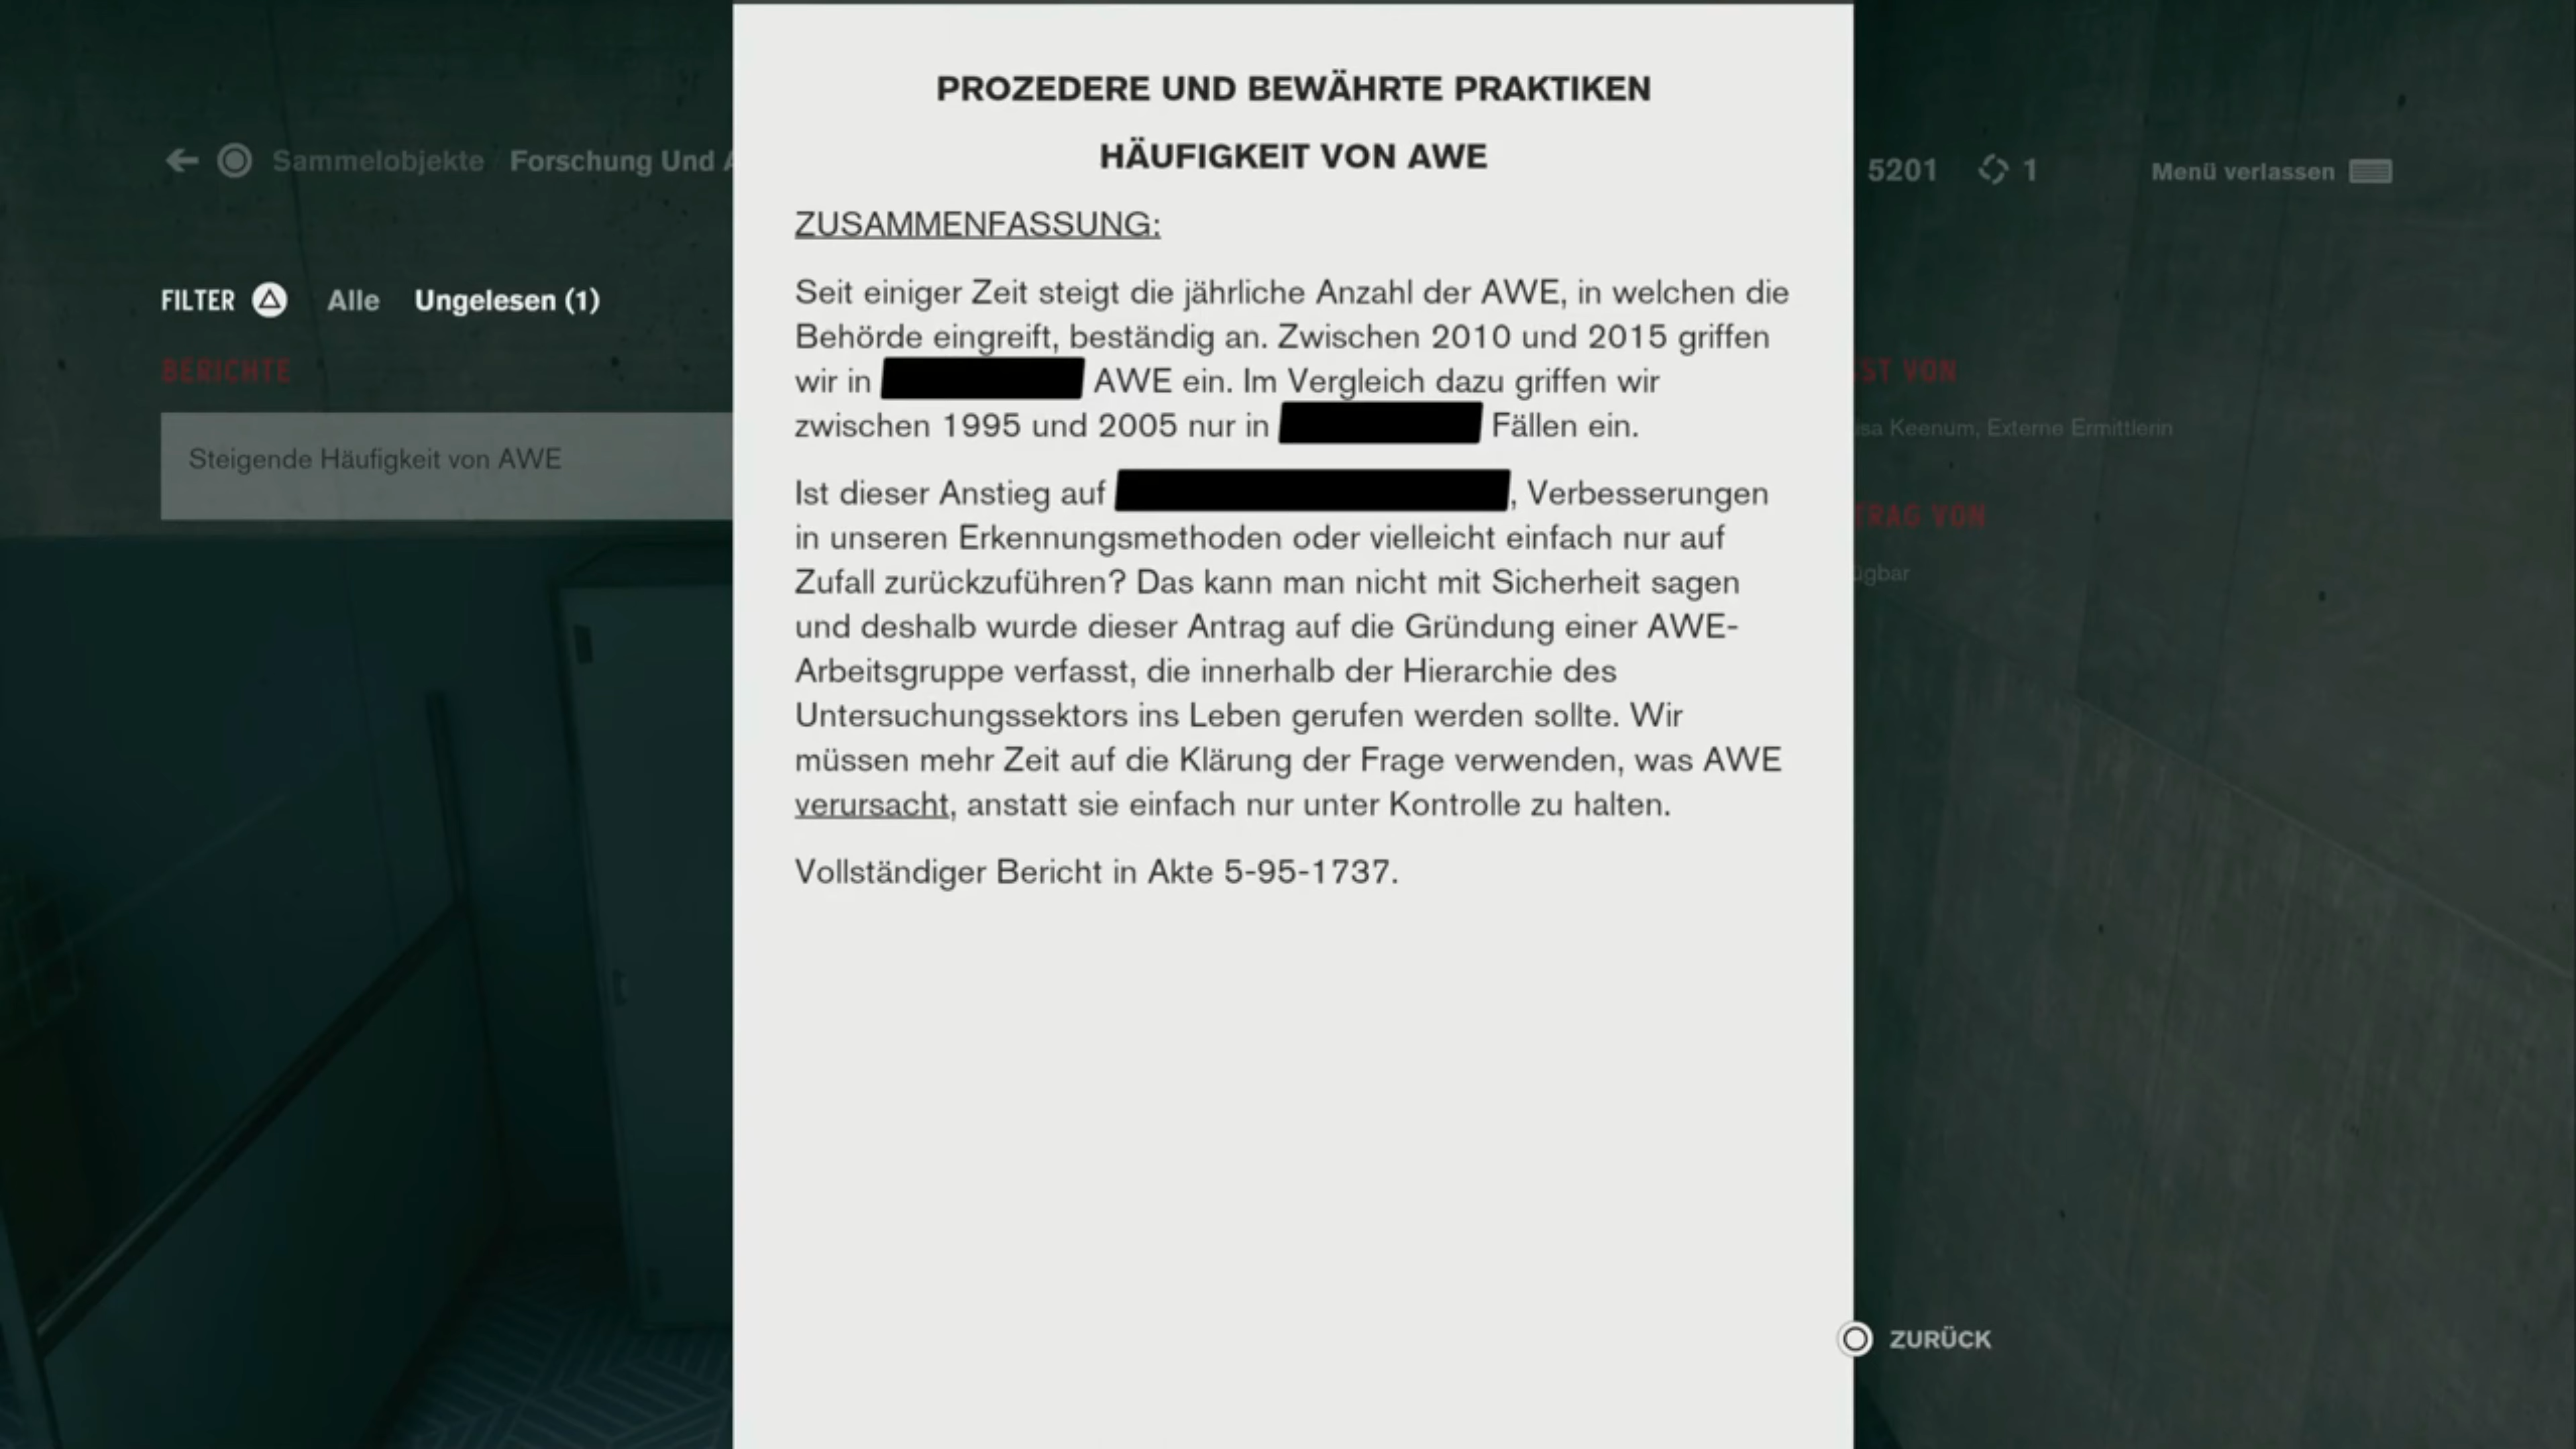 Sammelobjekte Forschung Und
5201 1 Menü verlassen
FILTER Alle Ungelesen (1)
BERICHTE
Steigende Häufigkeit von AWE
PROZEDERE UND BEWÄHRTE PRAKTIKEN
HÄUFIGKEIT VON AWE
ZUSAMMENFASSUNG:
Seit einiger Zeit steigt die jährliche Anzahl der AWE, in welchen die
Behörde eingreift, beständig an. Zwischen 2010 und 2015 griffen
wir in AWE ein. Im Vergleich dazu griffen wir
zwischen 1995 und 2005 nur in Fällen ein.
Ist dieser Anstieg auf , Verbesserungen
in unseren Erkennungsmethoden oder vielleicht einfach nur auf
Zufall zurückzuführen? Das kann man nicht mit Sicherheit sagen
und deshalb wurde dieser Antrag auf die Gründung einer AWE-
Arbeitsgruppe verfasst, die innerhalb der Hierarchie des
Untersuchungssektors ins Leben gerufen werden sollte. Wir
müssen mehr Zeit auf die Klärung der Frage verwenden, was AWE
verursacht, anstatt sie einfach nur unter Kontrolle zu halten.
Vollständiger Bericht in Akte 5-95-1737.
VON
Keenum, Externe Ermittlerin
VON
ZURÜCK